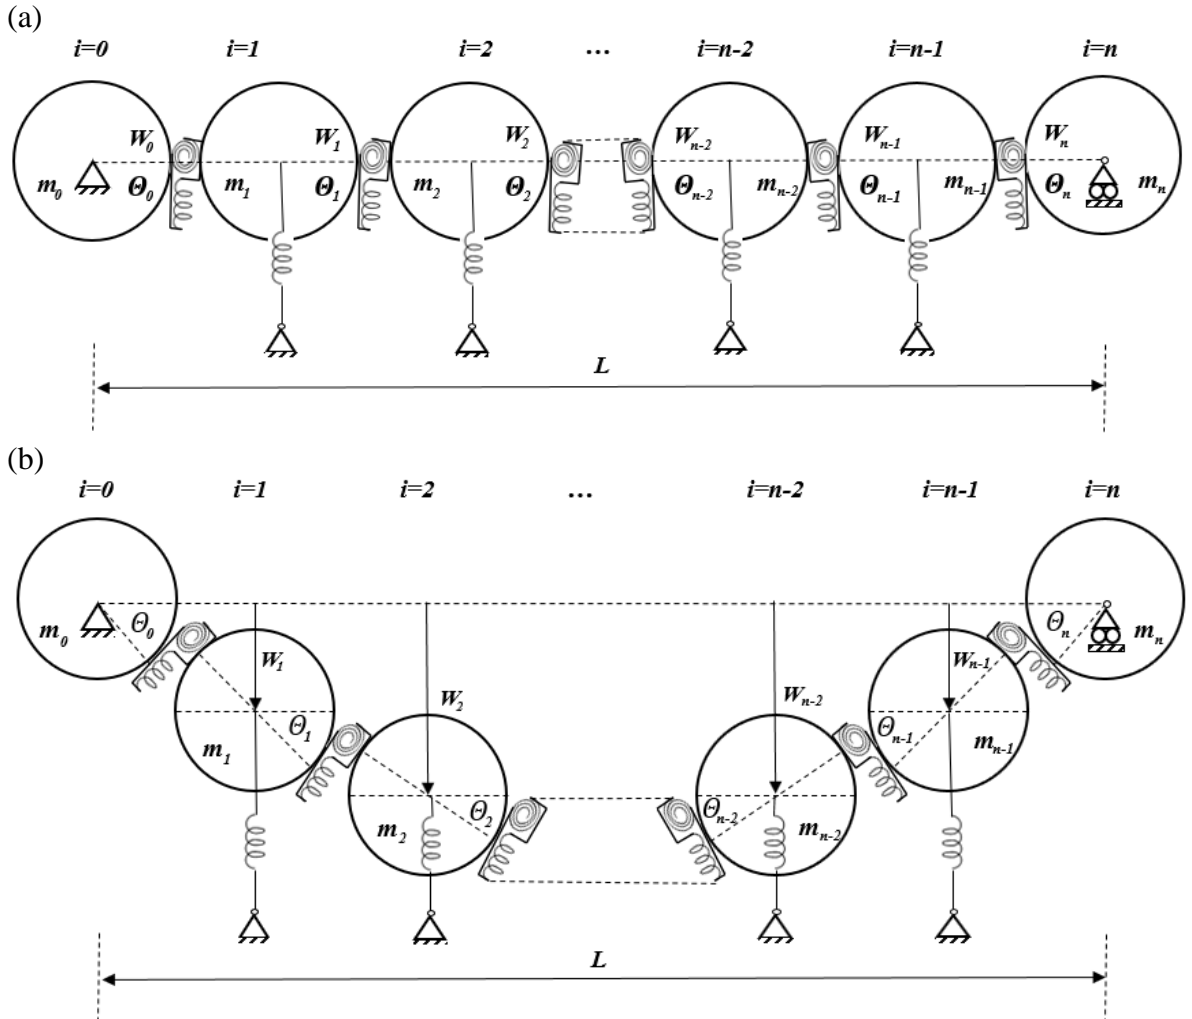 (a)
i=0 i=1 i=2 ... i=n-2 i=n-1 i=n
W0 W1 W2 Wn-2 Wn-1 Wn
m0 Θ0 m1 Θ1 m2 Θ2 Θn-2 mn-2 Θn-1 mn-1 Θn mn
L
(b)
i=0 i=1 i=2 ... i=n-2 i=n-1 i=n
m0 Θ0 Θn mn
W1 Wn-1
W2 Wn-2
m1 Θ1 Θn-1 mn-1
m2 Θ2 Θn-2 mn-2
L